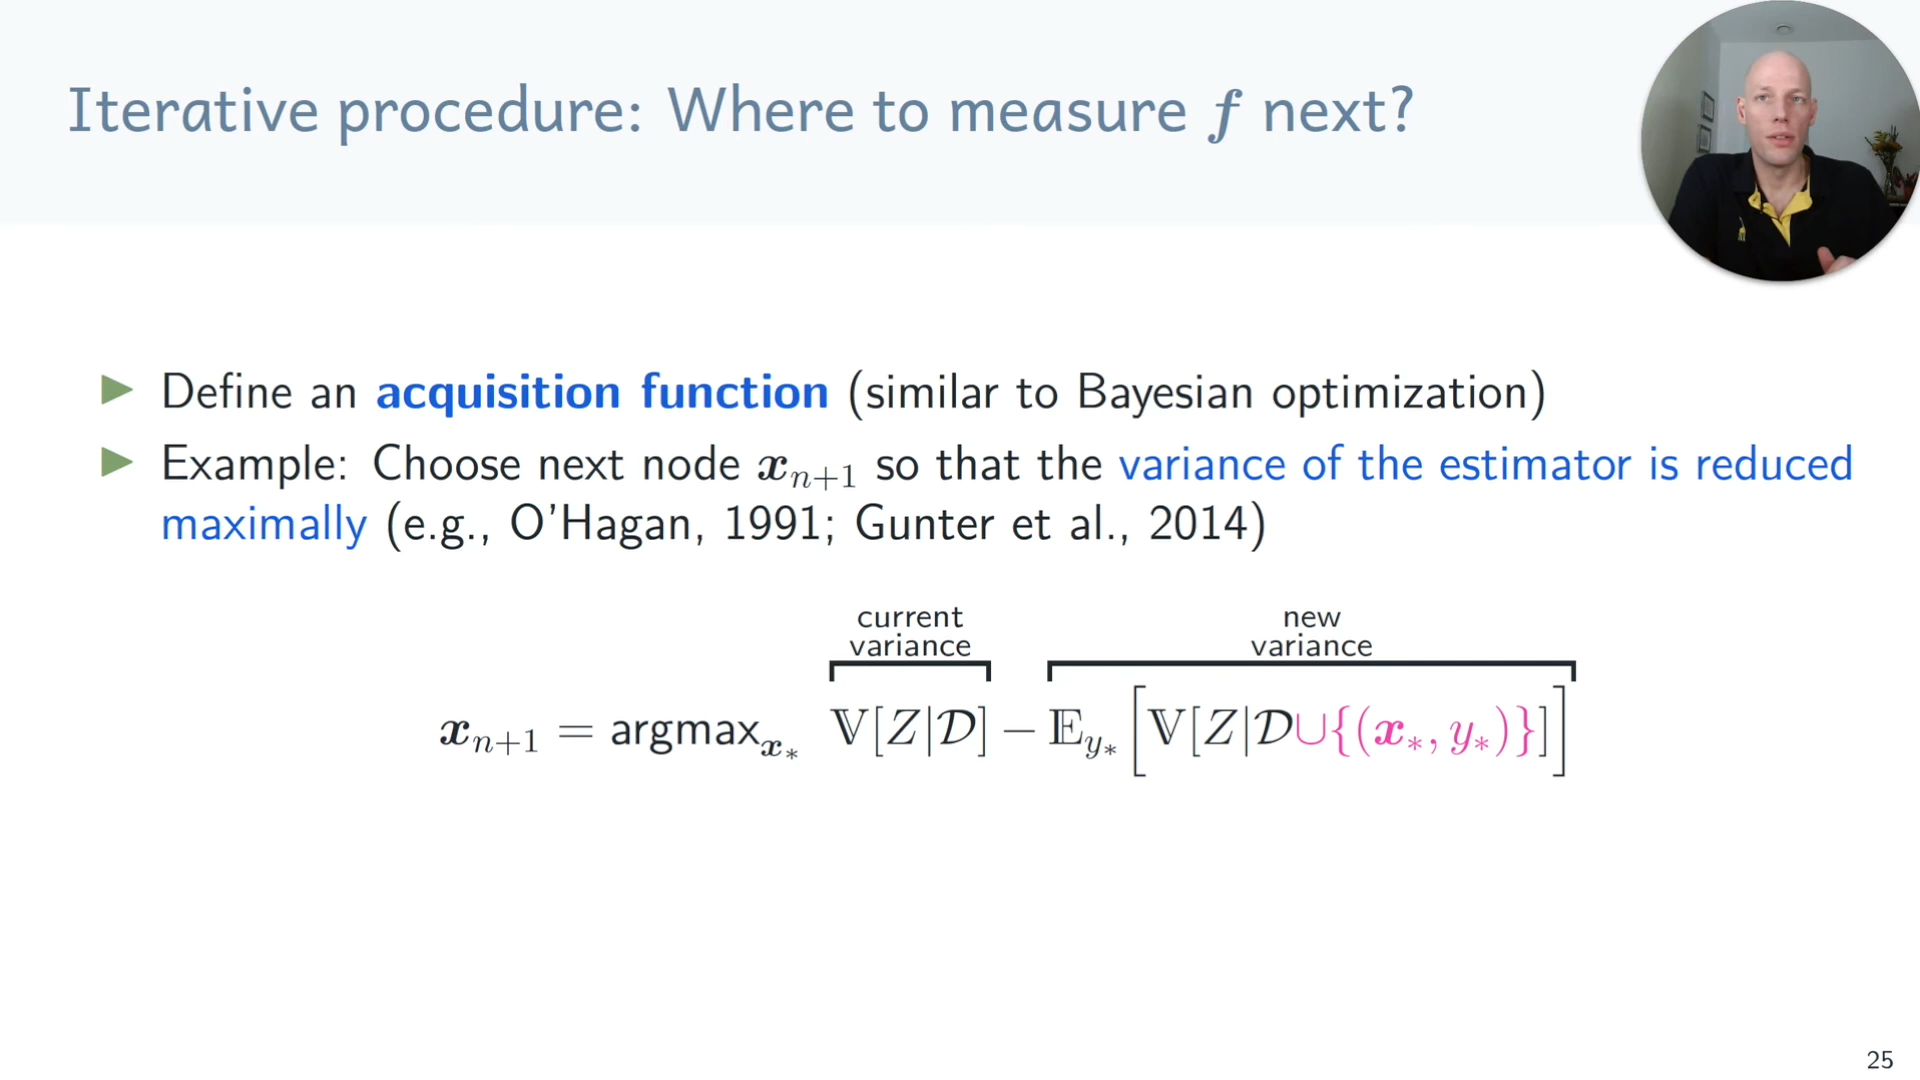 Iterative procedure: Where to measure f next?
Define an acquisition function (similar to Bayesian optimization)
Example: Choose next node xₙ₊₁ so that the variance of the estimator is reduced
maximally (e.g., O'Hagan, 1991; Gunter et al., 2014)
current
variance
new
variance
xₙ₊₁ = argmax_{x_*} 𝕍[Z|𝒟] − 𝔼_{y_*}[𝕍[Z|𝒟∪{(x_*, y_*)}]]
25